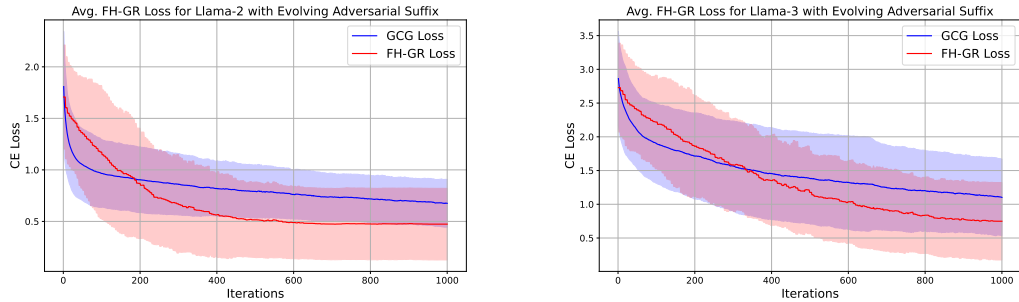 Avg. FH-GR Loss for Llama-2 with Evolving Adversarial Suffix
GCG Loss
FH-GR Loss
2.0
1.5
1.0
0.5
CE Loss
0 200 400 600 800 1000
Iterations
Avg. FH-GR Loss for Llama-3 with Evolving Adversarial Suffix
GCG Loss
FH-GR Loss
3.5
3.0
2.5
2.0
1.5
1.0
0.5
CE Loss
0 200 400 600 800 1000
Iterations